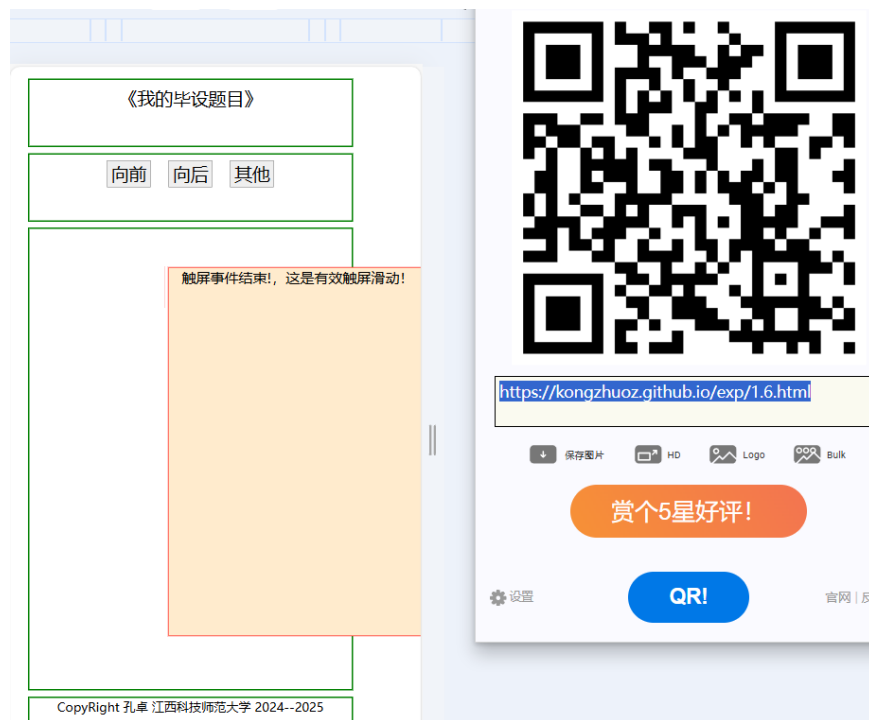 《我的毕设题目》
向前 向后 其他
触屏事件结束!，这是有效触屏滑动!
CopyRight 孔卓 江西科技师范大学 2024--2025
https://kongzhuoz.github.io/exp/1.6.html
保存图片 HD Logo Bulk
赏个5星好评!
设置 QR! 官网 |